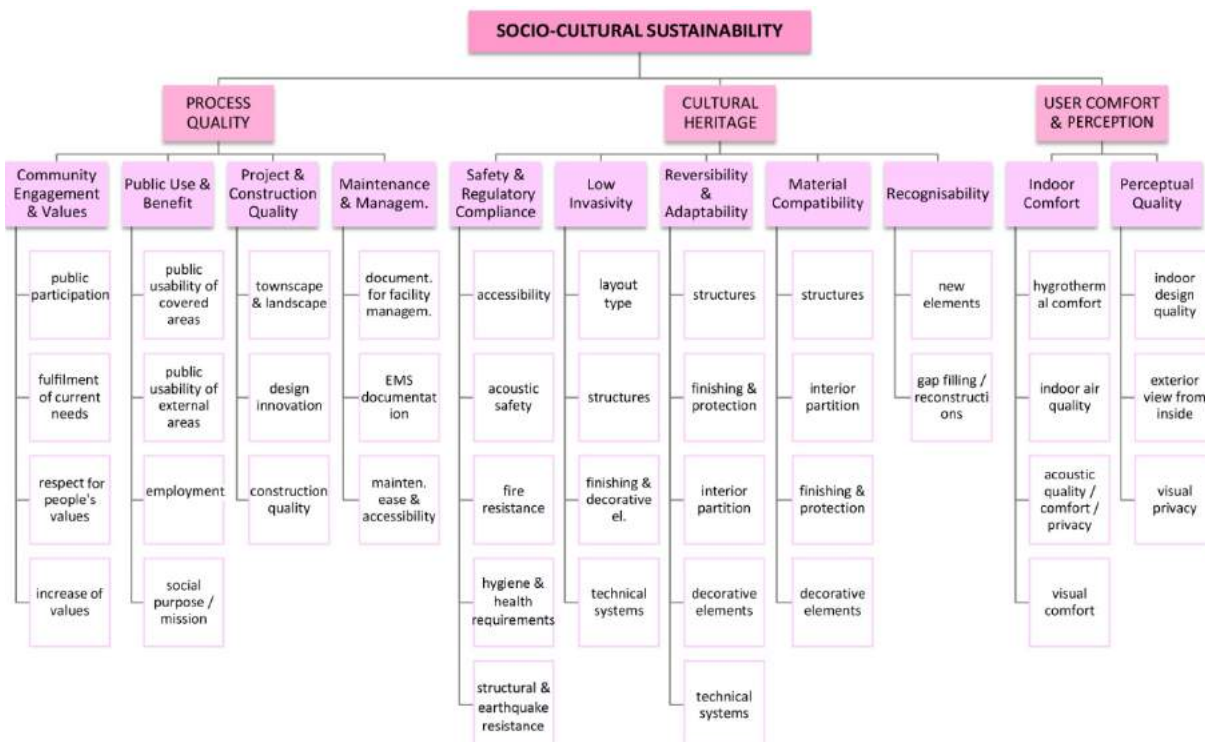 SOCIO-CULTURAL SUSTAINABILITY
PROCESS
QUALITY
CULTURAL
HERITAGE
USER COMFORT
& PERCEPTION
Community
Engagement
& Values
Public Use &
Benefit
Project &
Construction
Quality
Maintenance
& Managem.
Safety &
Regulatory
Compliance
Low
Invasivity
Reversibility
&
Adaptability
Material
Compatibility
Recognisability
Indoor
Comfort
Perceptual
Quality
public
participation
fulfilment
of current
needs
respect for
people's
values
increase of
values
public
usability of
covered
areas
public
usability of
external
areas
employment
social
purpose /
mission
townscape
& landscape
design
innovation
construction
quality
document.
for facility
managem.
EMS
documentat
ion
mainten.
ease &
accessibility
accessibility
acoustic
safety
fire
resistance
hygiene &
health
requirements
structural &
earthquake
resistance
layout
type
structures
finishing &
decorative
el.
technical
systems
structures
finishing &
protection
interior
partition
decorative
elements
technical
systems
structures
interior
partition
finishing &
protection
decorative
elements
new
elements
gap filling /
reconstructi
ons
hygrotherm
al comfort
indoor air
quality
acoustic
quality /
comfort /
privacy
visual
comfort
indoor
design
quality
exterior
view from
inside
visual
privacy